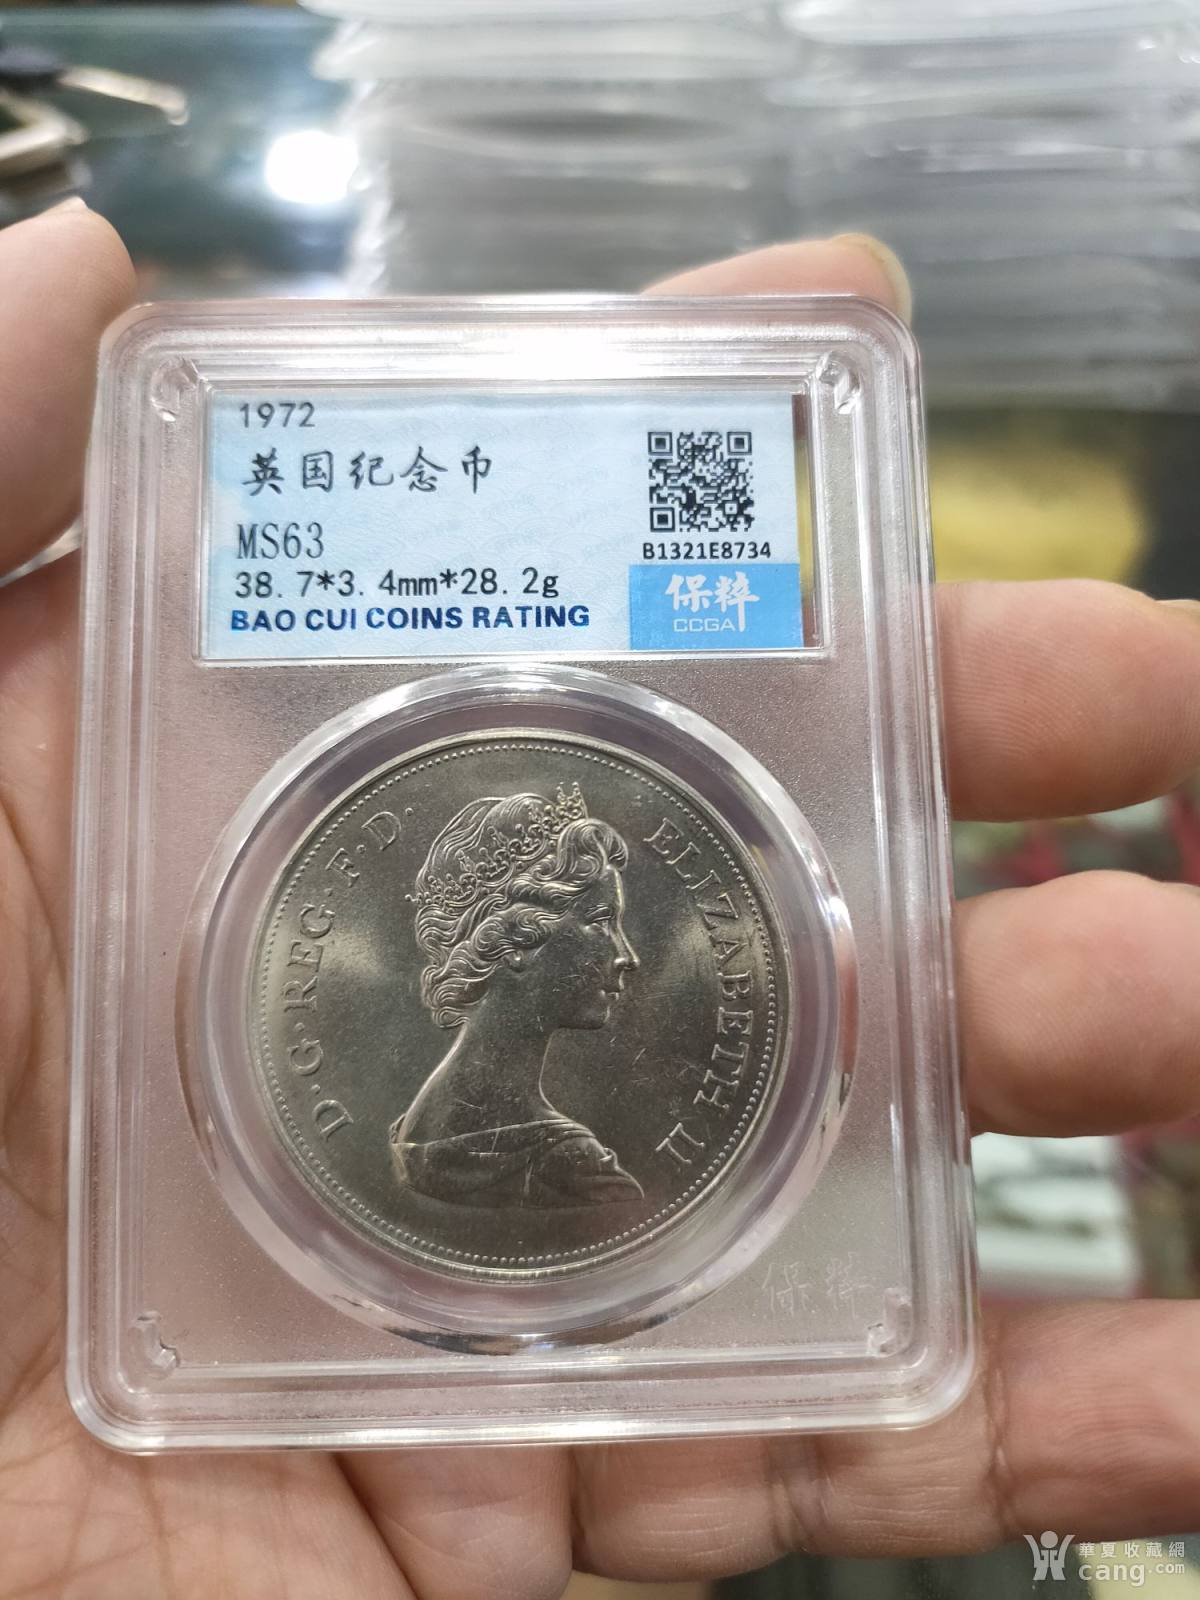 1972
英国纪念币
MS63
38.7*3.4mm*28.2g
BAO CUI COINS RATING
B1321E8734
保粹
CCGA
D·G·REG·F·D· ELIZABETH II
保粹
華夏收藏網
cang.com